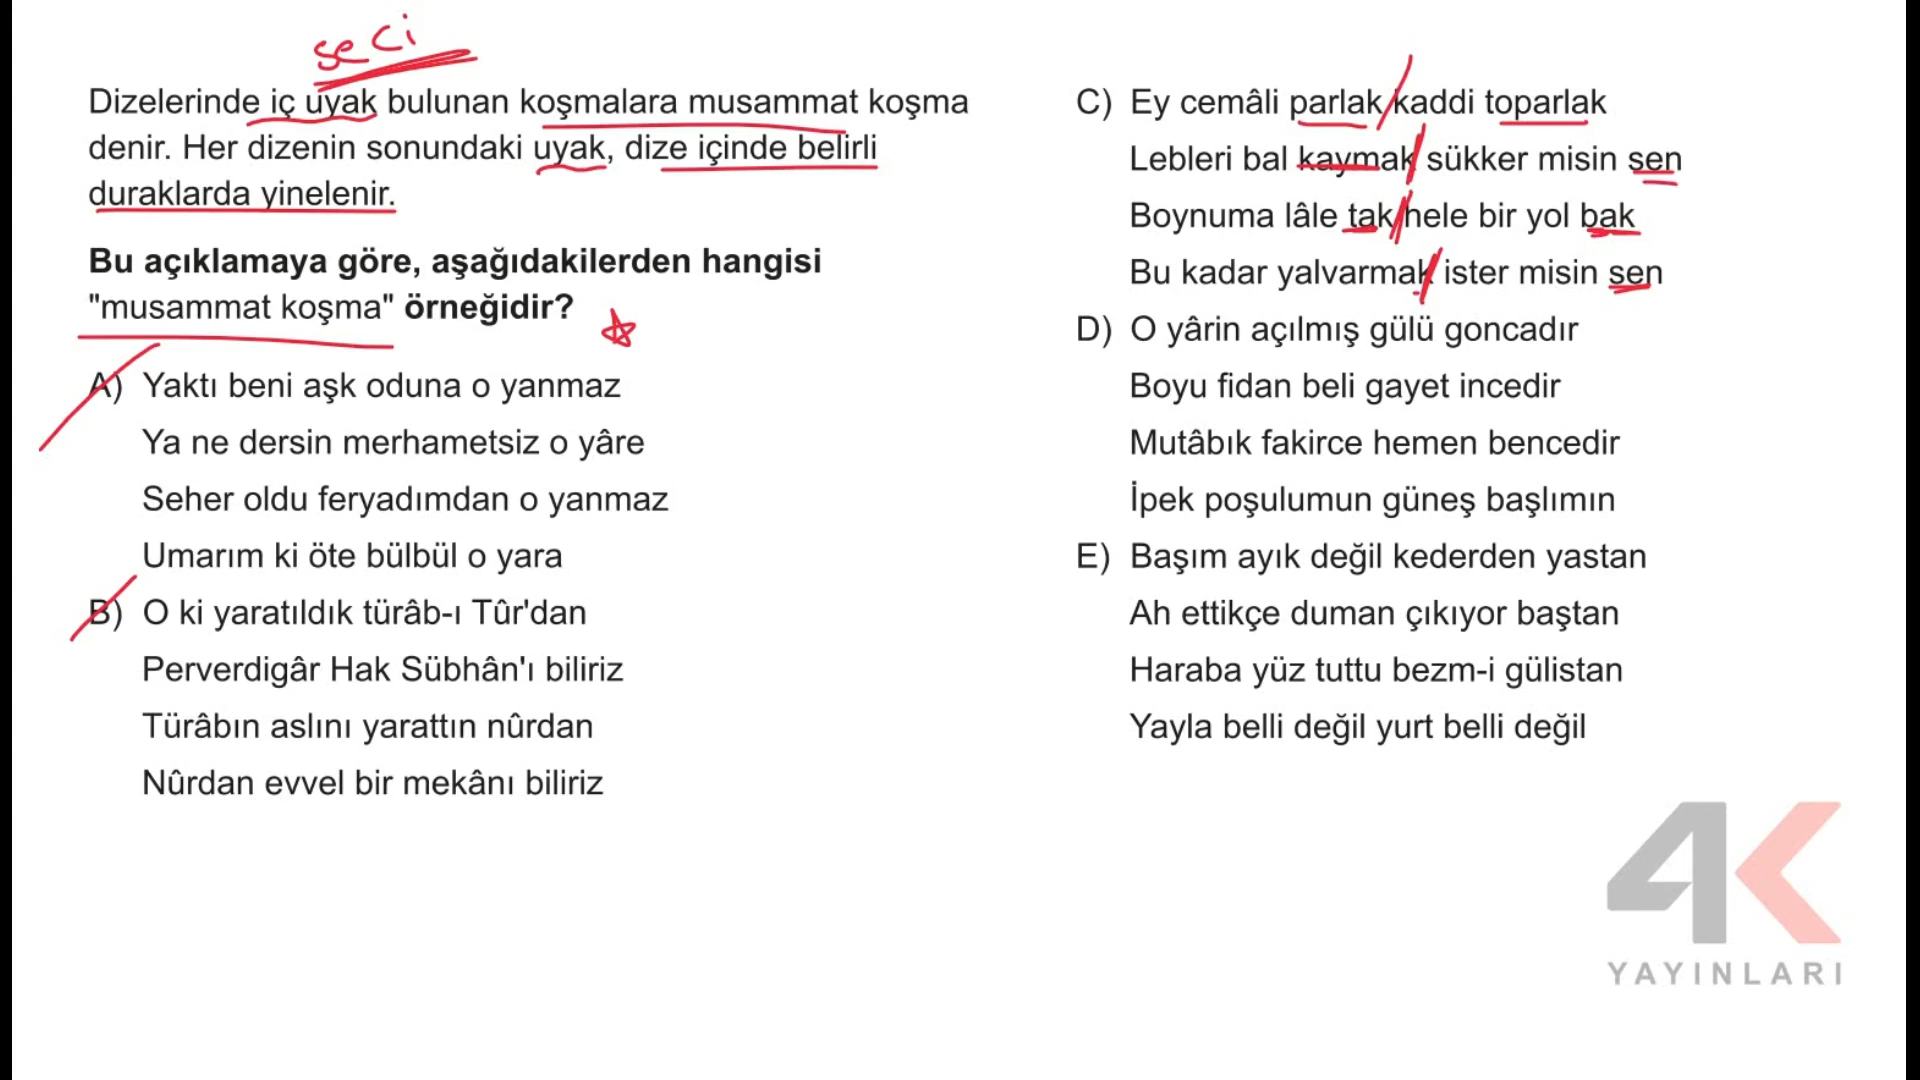 seci
Dizelerinde iç uyak bulunan koşmalara musammat koşma
denir. Her dizenin sonundaki uyak, dize içinde belirli
duraklarda yinelenir.
Bu açıklamaya göre, aşağıdakilerden hangisi
"musammat koşma" örneğidir?
A) Yaktı beni aşk oduna o yanmaz
Ya ne dersin merhametsiz o yâre
Seher oldu feryadımdan o yanmaz
Umarım ki öte bülbül o yara
B) O ki yaratıldık türâb-ı Tûr'dan
Perverdigâr Hak Sübhân'ı biliriz
Türâbın aslını yarattın nûrdan
Nûrdan evvel bir mekânı biliriz
C) Ey cemâli parlak kaddi toparlak
Lebleri bal kaymak sükker misin sen
Boynuma lâle tak hele bir yol bak
Bu kadar yalvarmak ister misin sen
D) O yârin açılmış gülü goncadır
Boyu fidan beli gayet incedir
Mutâbık fakirce hemen bencedir
İpek poşulumun güneş başlımın
E) Başım ayık değil kederden yastan
Ah ettikçe duman çıkıyor baştan
Haraba yüz tuttu bezm-i gülistan
Yayla belli değil yurt belli değil
4K
YAYINLARI